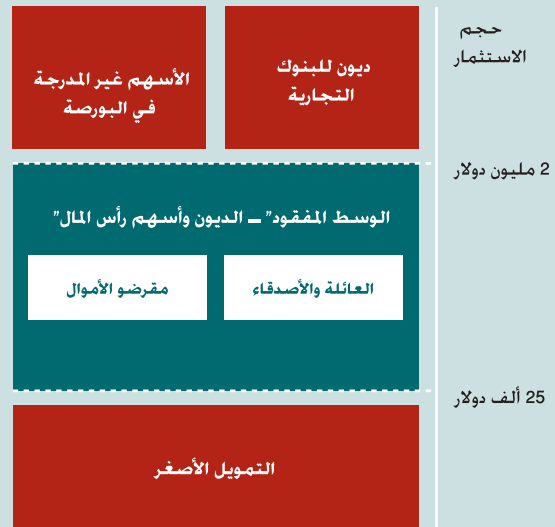 حجم
الاستثمار
ديون للبنوك
التجارية
الأسهم غير المدرجة
في البورصة
2 مليون دولار
الوسط المفقود" – الديون وأسهم رأس المال"
العائلة والأصدقاء
مقرضو الأموال
25 ألف دولار
التمويل الأصغر